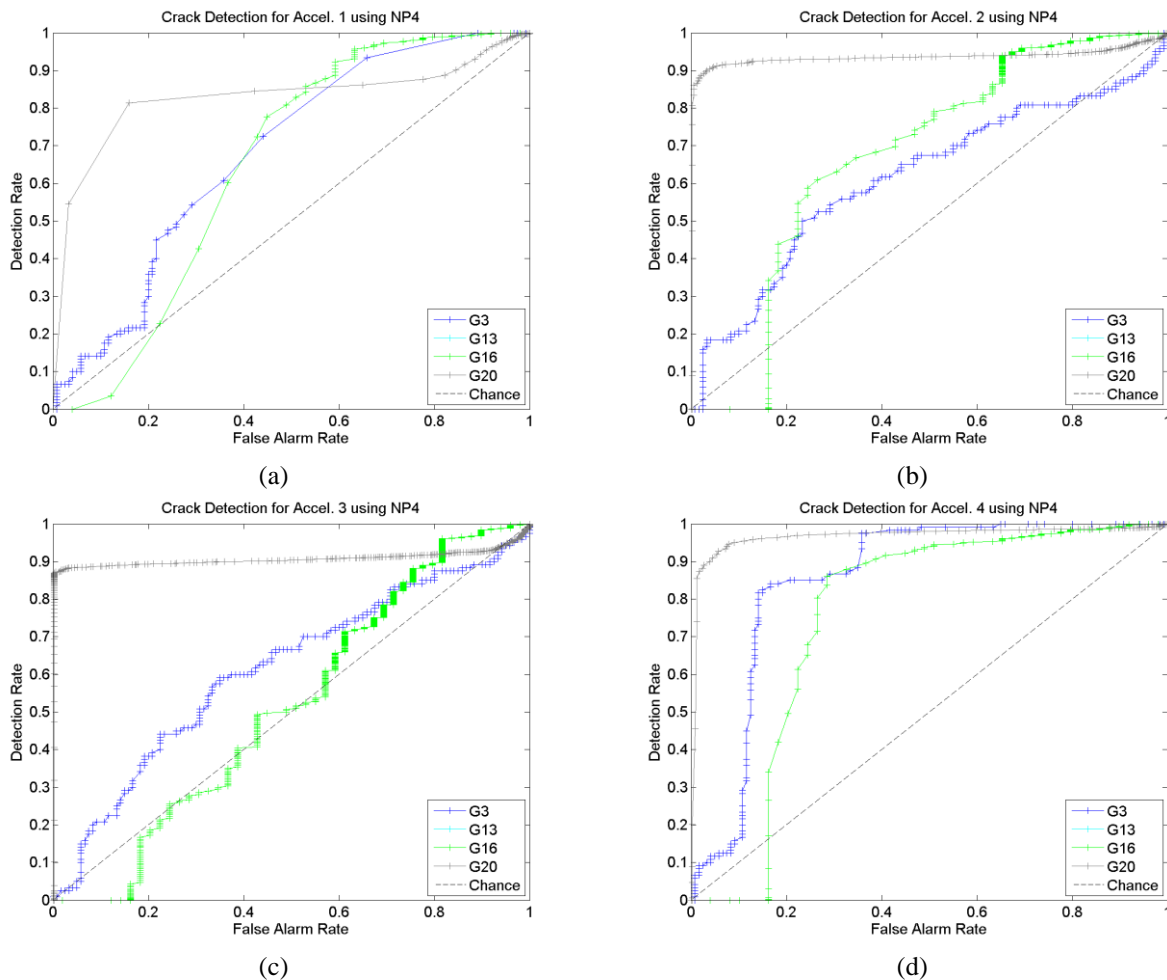 Crack Detection for Accel. 1 using NP4
1
0.9
0.8
0.7
0.6
0.5
0.4
0.3
0.2
0.1
0
Detection Rate
0.2
0.4
0.6
0.8
1
False Alarm Rate
G3
G13
G16
G20
Chance
(a)
Crack Detection for Accel. 2 using NP4
1
0.9
0.8
0.7
0.6
0.5
0.4
0.3
0.2
0.1
0
Detection Rate
0
0.2
0.4
0.6
0.8
1
False Alarm Rate
G3
G13
G16
G20
Chance
(b)
Crack Detection for Accel. 3 using NP4
1
0.9
0.8
0.7
0.6
0.5
0.4
0.3
0.2
0.1
0
Detection Rate
0
0.2
0.4
0.6
0.8
1
False Alarm Rate
G3
G13
G16
G20
Chance
(c)
Crack Detection for Accel. 4 using NP4
1
0.9
0.8
0.7
0.6
0.5
0.4
0.3
0.2
0.1
0
Detection Rate
0
0.2
0.4
0.6
0.8
1
False Alarm Rate
G3
G13
G16
G20
Chance
(d)